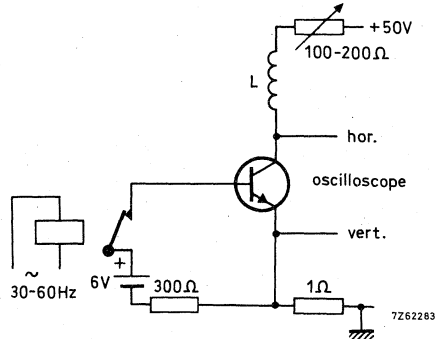 +50V
100-200Ω
L
hor.
oscilloscope
vert.
~
30-60Hz
+
6V
300Ω
1Ω
7Z62283